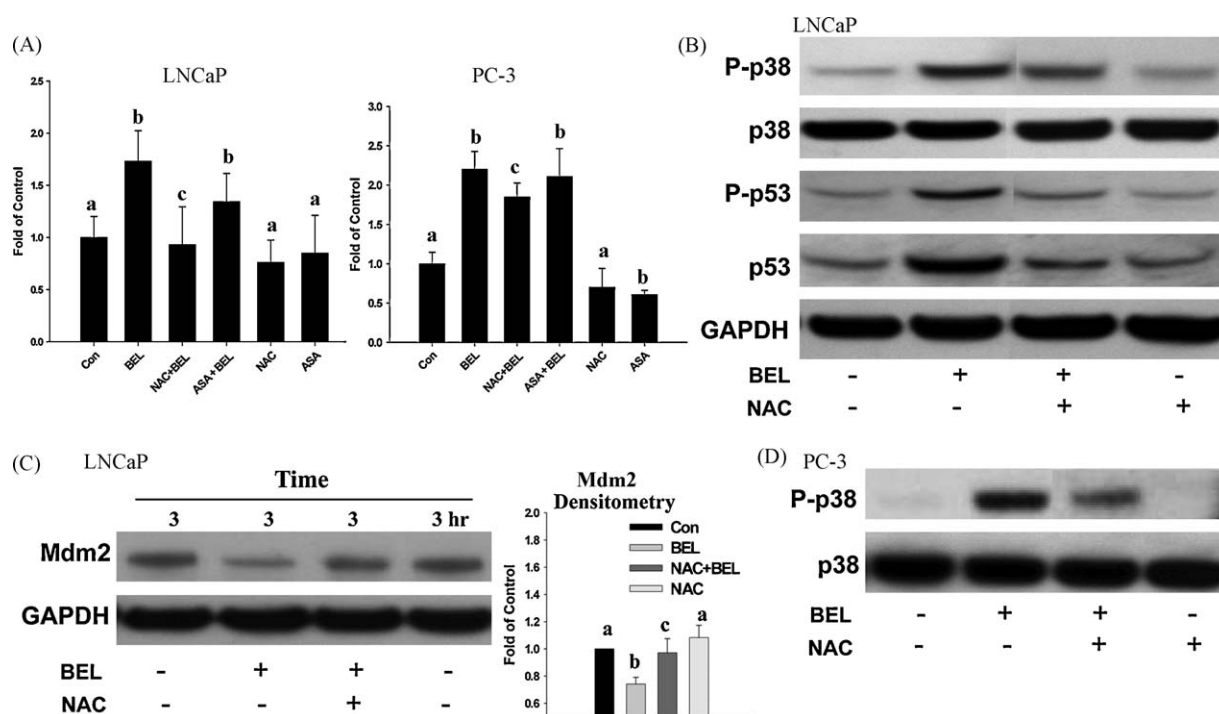 (A)
LNCaP
Fold of Control
2.5
2.0
1.5
1.0
0.5
0.0
a
b
c
b
a
a
Con
BEL
NAC+BEL
ASA+BEL
NAC
ASA
PC-3
Fold of Control
3.0
2.5
2.0
1.5
1.0
0.5
0.0
a
b
c
b
a
b
Con
BEL
NAC+BEL
ASA+BEL
NAC
ASA
(B)
LNCaP
P-p38
p38
P-p53
p53
GAPDH
BEL - + + -
NAC - - + +
(C)
LNCaP
Time
3 3 3 3 hr
Mdm2
GAPDH
BEL - + + -
NAC - - + +
Mdm2
Densitometry
Con
BEL
NAC+BEL
NAC
Fold of Control
2.0
1.8
1.6
1.4
1.2
1.0
0.8
0.6
a
b
c
a
(D)
PC-3
P-p38
p38
BEL - + + -
NAC - - + +